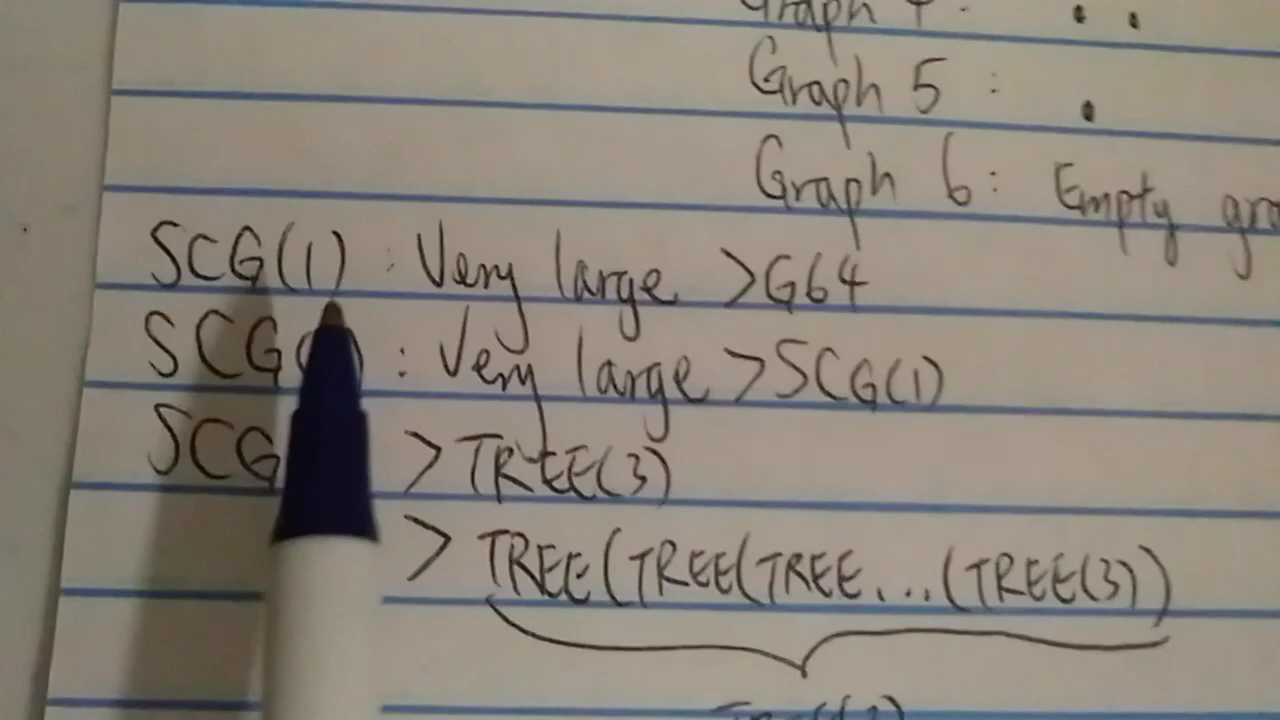 Graph
Graph 5 :
Graph 6 : Empty
SCG(1) : Very large >G64
SCG : Very large >SCG(1)
SCG >TREE(3)
> TREE(TREE(TREE...(TREE(3))